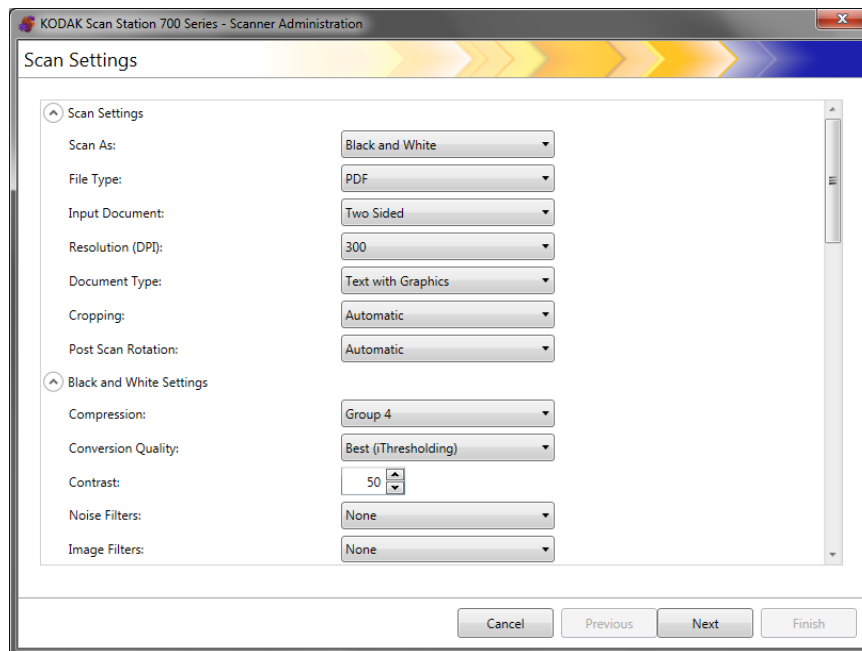 KODAK Scan Station 700 Series - Scanner Administration
Scan Settings
Scan Settings
Scan As: Black and White
File Type: PDF
Input Document: Two Sided
Resolution (DPI): 300
Document Type: Text with Graphics
Cropping: Automatic
Post Scan Rotation: Automatic
Black and White Settings
Compression: Group 4
Conversion Quality: Best (iThresholding)
Contrast: 50
Noise Filters: None
Image Filters: None
Cancel Previous Next Finish